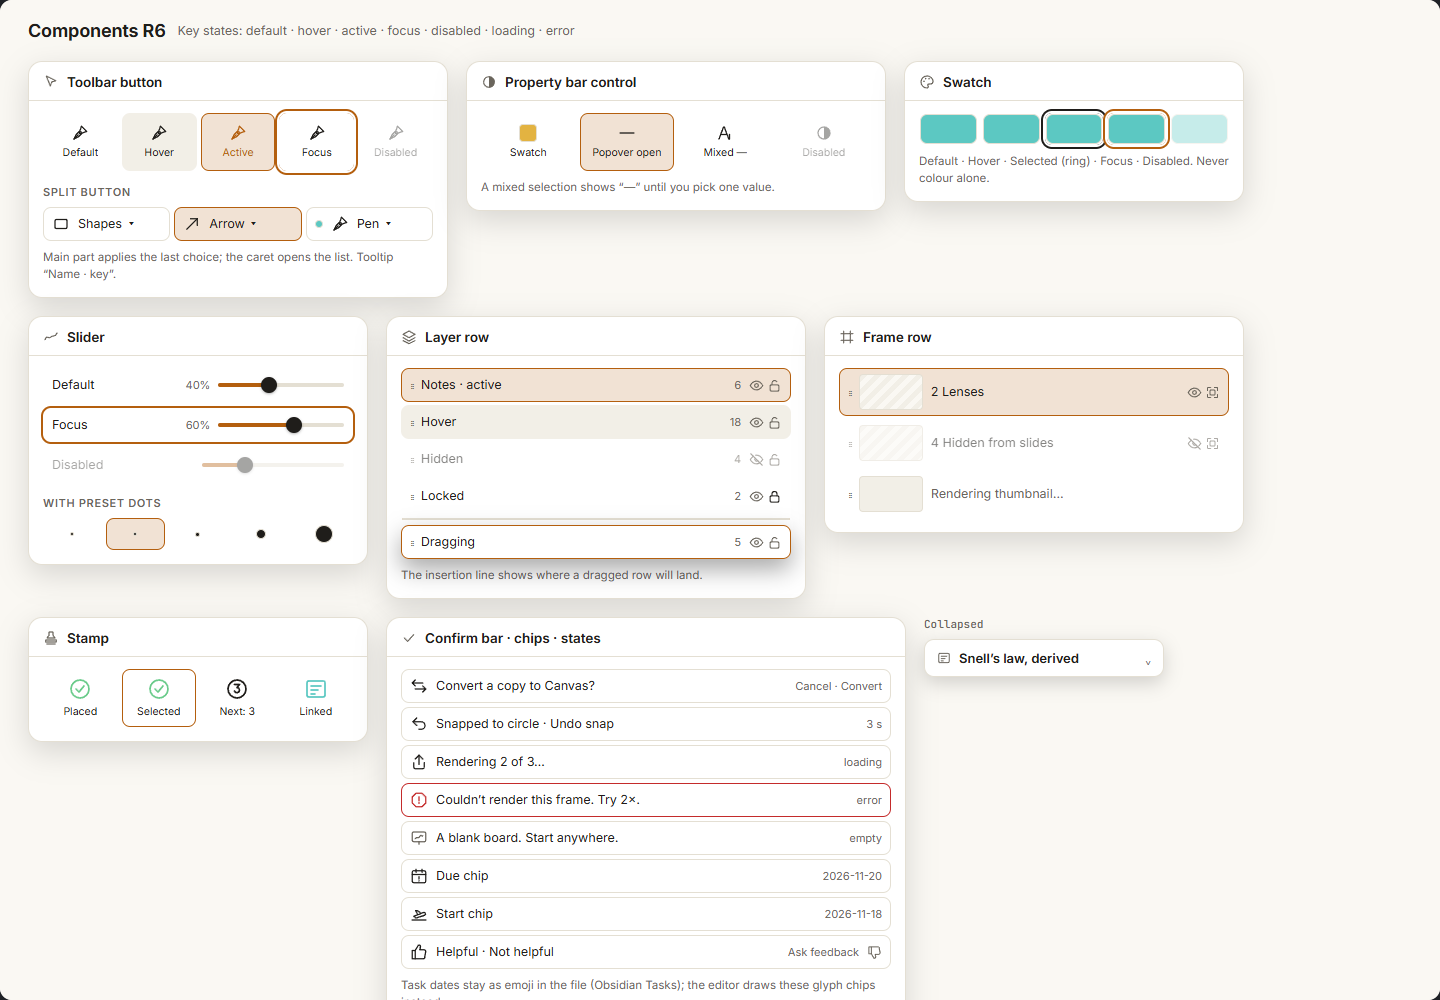 Components R6 Key states: default · hover · active · focus · disabled · loading · error
Toolbar button
Default Hover Active Focus Disabled
SPLIT BUTTON
Shapes Arrow Pen
Main part applies the last choice; the caret opens the list. Tooltip
“Name · key”.
Property bar control
Swatch Popover open Mixed — Disabled
A mixed selection shows “—” until you pick one value.
Swatch
Default · Hover · Selected (ring) · Focus · Disabled. Never
colour alone.
Slider
Default 40%
Focus 60%
Disabled
WITH PRESET DOTS
Layer row
Notes · active 6
Hover 18
Hidden 4
Locked 2
Dragging 5
The insertion line shows where a dragged row will land.
Frame row
2 Lenses
4 Hidden from slides
Rendering thumbnail…
Stamp
Placed Selected Next: 3 Linked
Confirm bar · chips · states
Convert a copy to Canvas? Cancel · Convert
Snapped to circle · Undo snap 3 s
Rendering 2 of 3… loading
Couldn’t render this frame. Try 2×. error
A blank board. Start anywhere. empty
Due chip 2026-11-20
Start chip 2026-11-18
Helpful · Not helpful Ask feedback
Task dates stay as emoji in the file (Obsidian Tasks); the editor draws these glyph chips
Collapsed
Snell’s law, derived